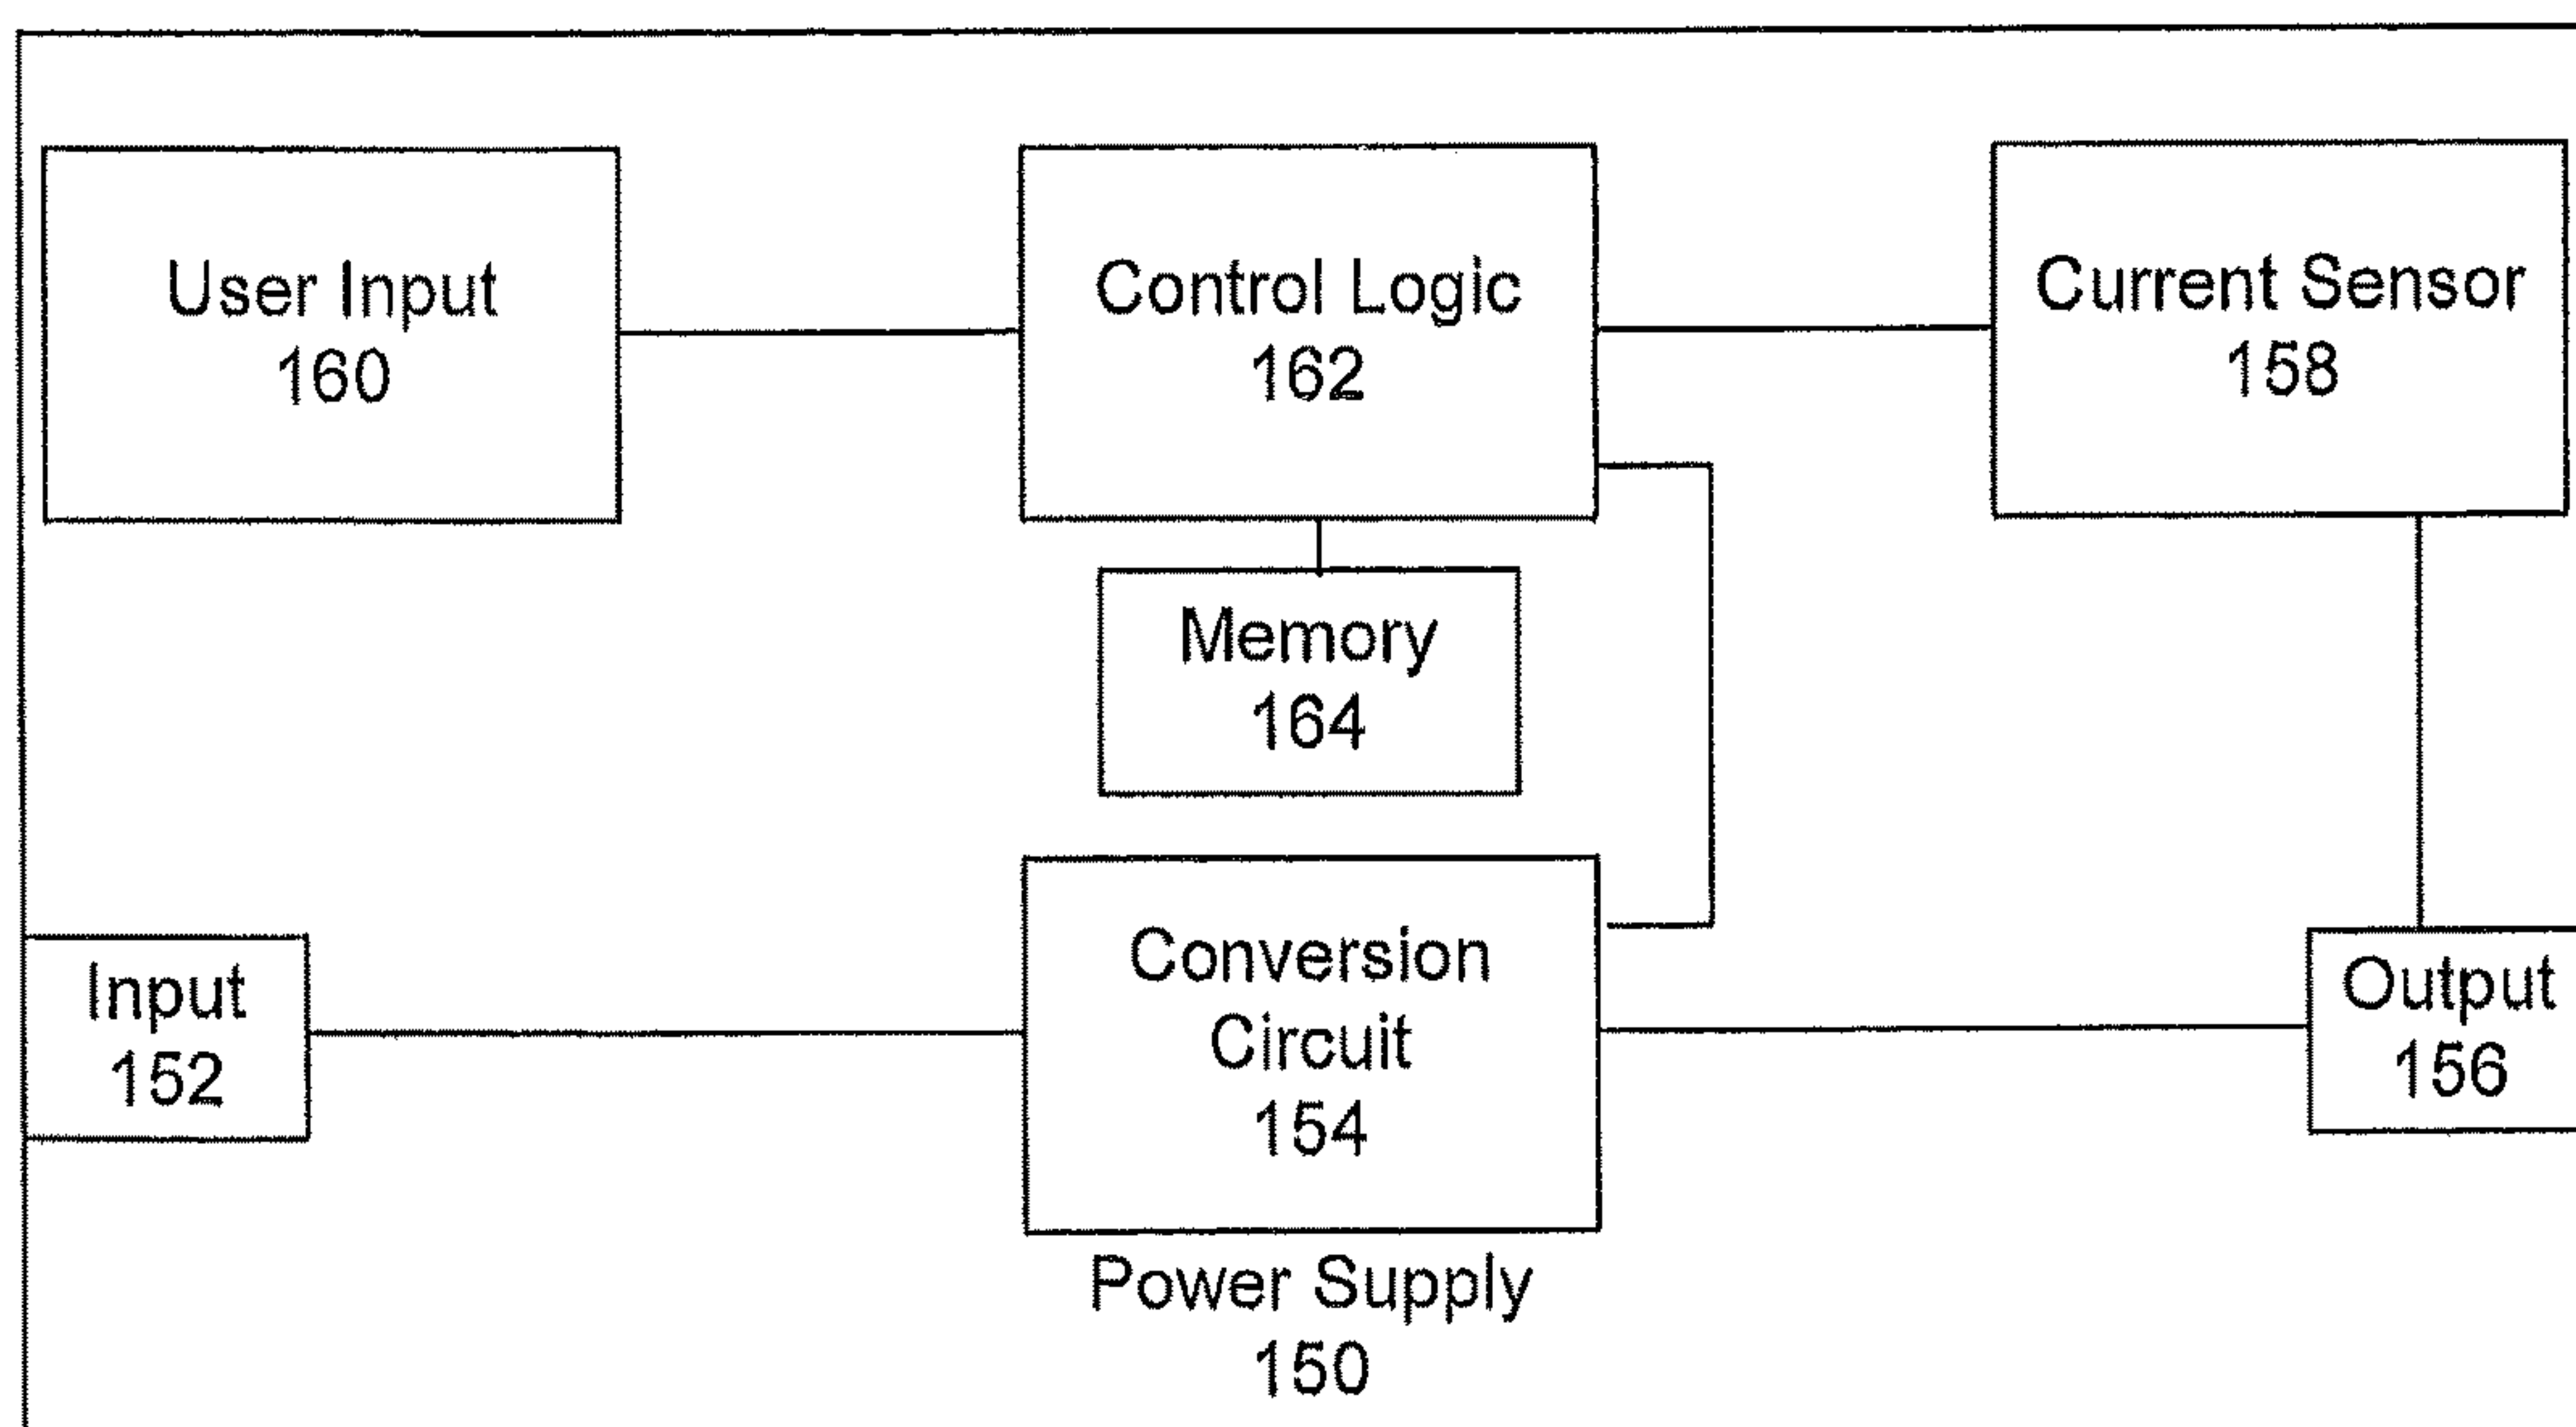 User Input
160
Control Logic
162
Current Sensor
158
Memory
164
Input
152
Conversion
Circuit
154
Output
156
Power Supply
150